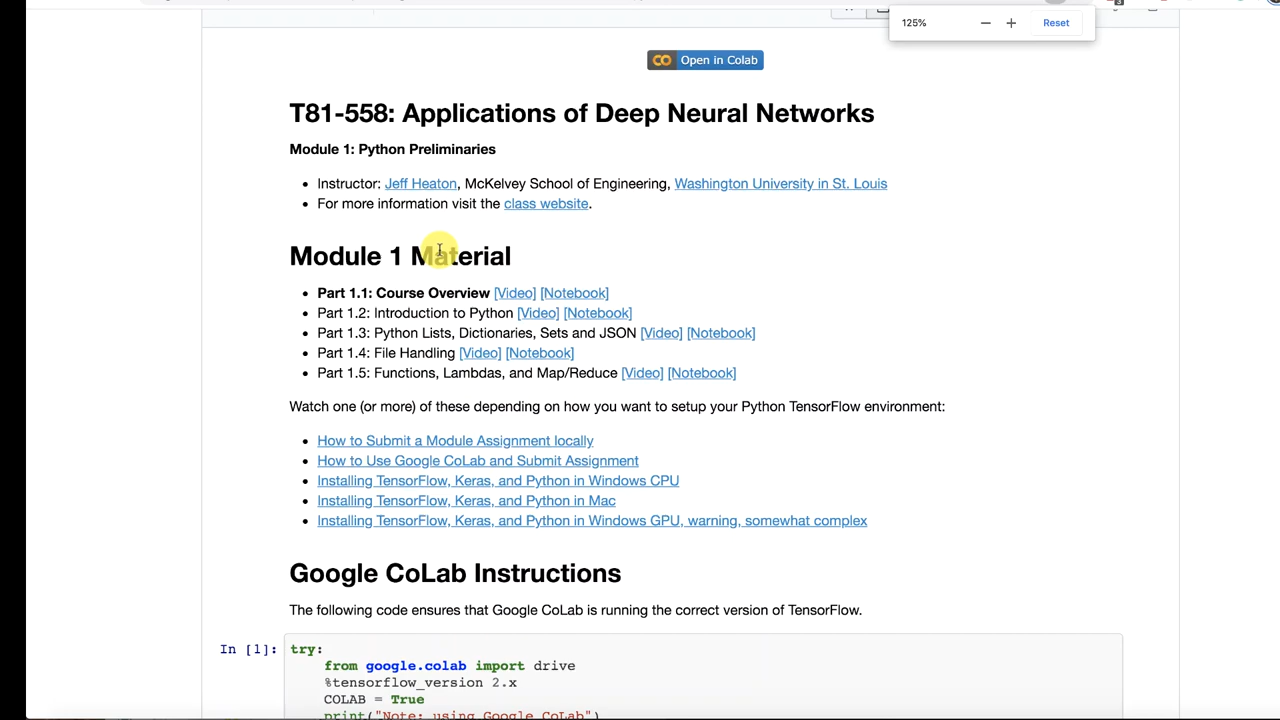 125%
Reset
Open in Colab
T81-558: Applications of Deep Neural Networks
Module 1: Python Preliminaries
Instructor: Jeff Heaton, McKelvey School of Engineering, Washington University in St. Louis
For more information visit the class website.
Module 1 Material
Part 1.1: Course Overview [Video] [Notebook]
Part 1.2: Introduction to Python [Video] [Notebook]
Part 1.3: Python Lists, Dictionaries, Sets and JSON [Video] [Notebook]
Part 1.4: File Handling [Video] [Notebook]
Part 1.5: Functions, Lambdas, and Map/Reduce [Video] [Notebook]
Watch one (or more) of these depending on how you want to setup your Python TensorFlow environment:
How to Submit a Module Assignment locally
How to Use Google CoLab and Submit Assignment
Installing TensorFlow, Keras, and Python in Windows CPU
Installing TensorFlow, Keras, and Python in Mac
Installing TensorFlow, Keras, and Python in Windows GPU, warning, somewhat complex
Google CoLab Instructions
The following code ensures that Google CoLab is running the correct version of TensorFlow.
In [1]: try:
from google.colab import drive
%tensorflow_version 2.x
COLAB = True
print("Note: using Google CoLab")